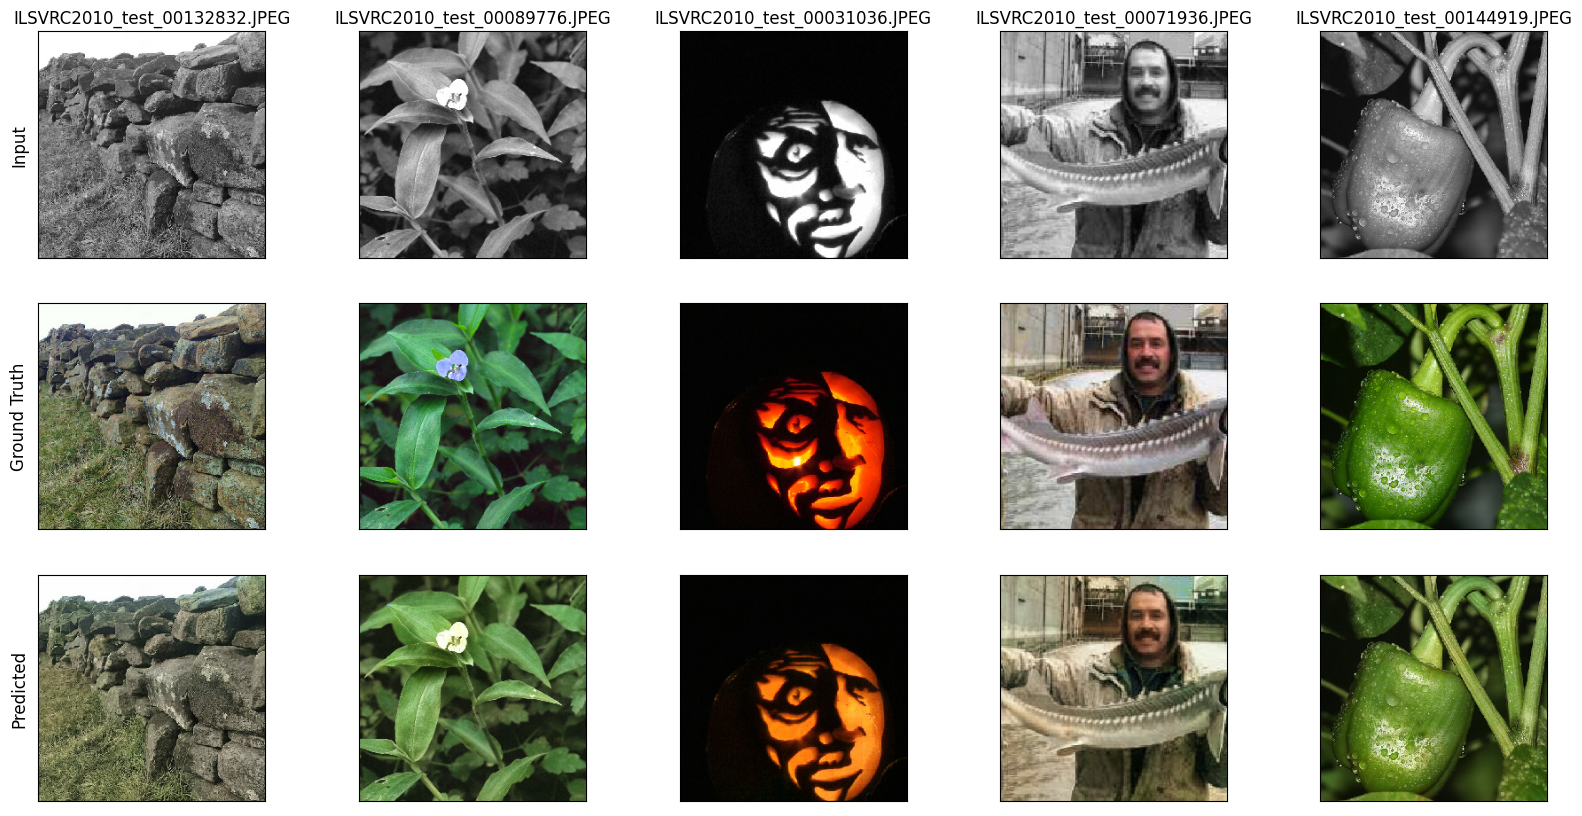 ILSVRC2010_test_00132832.JPEG
ILSVRC2010_test_00089776.JPEG
ILSVRC2010_test_00031036.JPEG
ILSVRC2010_test_00071936.JPEG
ILSVRC2010_test_00144919.JPEG
Input
Ground Truth
Predicted